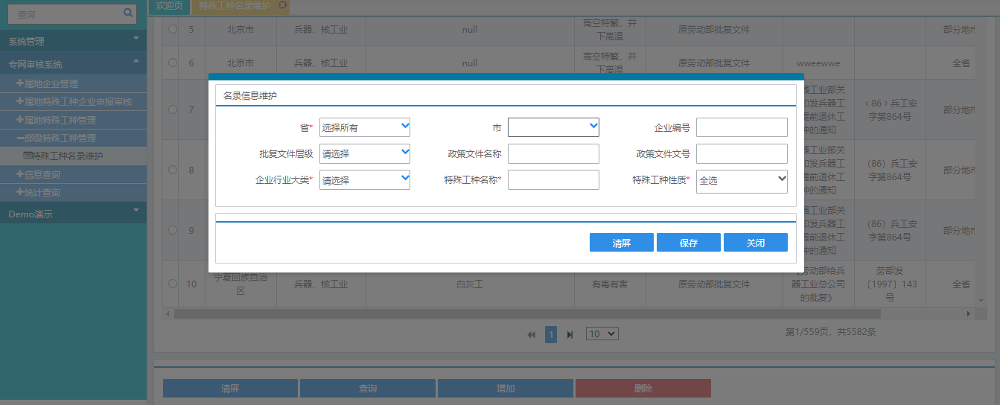 查询
系统管理
专网审核系统
属地企业管理
属地特殊工种企业申报审核
属地特殊工种管理
部级特殊工种管理
特殊工种名录维护
信息查询
统计查询
Demo演示
欢迎页 特殊工种名录维护
5 北京市 兵器、核工业 null 高空特繁、井下高温 原劳动部批复文件 部分地市
6 北京市 兵器、核工业 null 高空特繁、井下高温 原劳动部批复文件 wweewwe 全省
7
器工业部关
印发兵器工
提前退休工
种的通知
‹86›兵工安
字第864号
部分地市
8
器工业部关
印发兵器工
提前退休工
种的通知
(86) 兵工安
字第864号
部分地市
9
器工业部关
印发兵器工
提前退休工
种的通知
(86) 兵工安
字第864号
部分地市
10 宁夏回族自治区 兵器、核工业 白灰工 有毒有害 原劳动部批复文件
劳动部给兵
器工业总公司
的批复》
劳部发
〔1997〕143
号
全省
名录信息维护
省* 选择所有 市 企业编号
批复文件层级 请选择 政策文件名称 政策文件文号
企业行业大类* 请选择 特殊工种名称* 特殊工种性质* 全选
清屏 保存 关闭
1 10 第1/559页，共5582条
清屏 查询 增加 删除